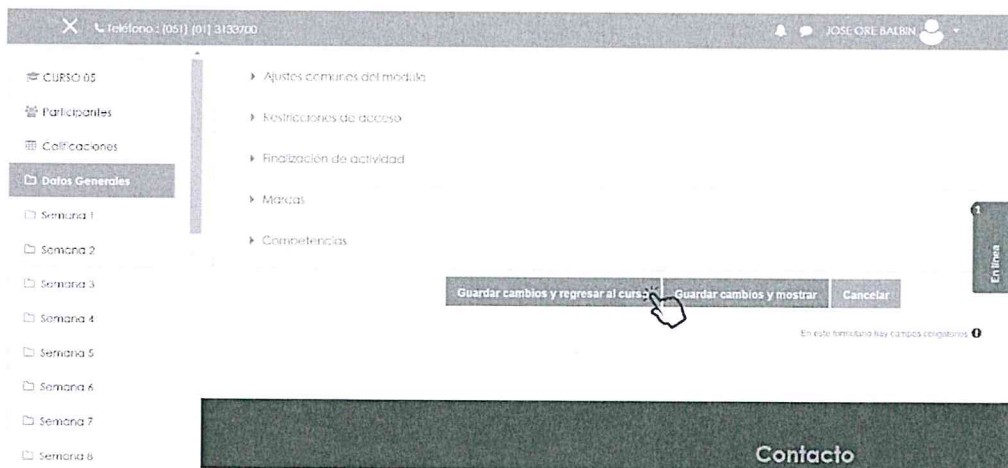 Teléfono : (051) (01) 3133700
JOSE ORE BALBIN
CURSO 05
Participantes
Calificaciones
Datos Generales
Semana 1
Semana 2
Semana 3
Semana 4
Semana 5
Semana 6
Semana 7
Semana 8
Ajustes comunes del módulo
Restricciones de acceso
Finalización de actividad
Marcas
Competencias
Guardar cambios y regresar al curs
Guardar cambios y mostrar
Cancelar
En este formulario hay campos obligatorios
1
En línea
Contacto